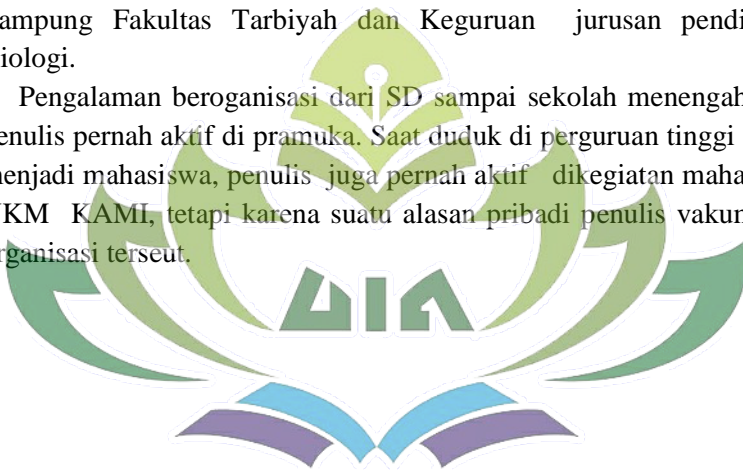 ampung Fakultas Tarbiyah dan Keguruan jurusan pendi
iologi.
Pengalaman beroganisasi dari SD sampai sekolah menengah
enulis pernah aktif di pramuka. Saat duduk di perguruan tinggi
enjadi mahasiswa, penulis juga pernah aktif dikegiatan maha
KM KAMI, tetapi karena suatu alasan pribadi penulis vakum
rganisasi terseut.
UIN